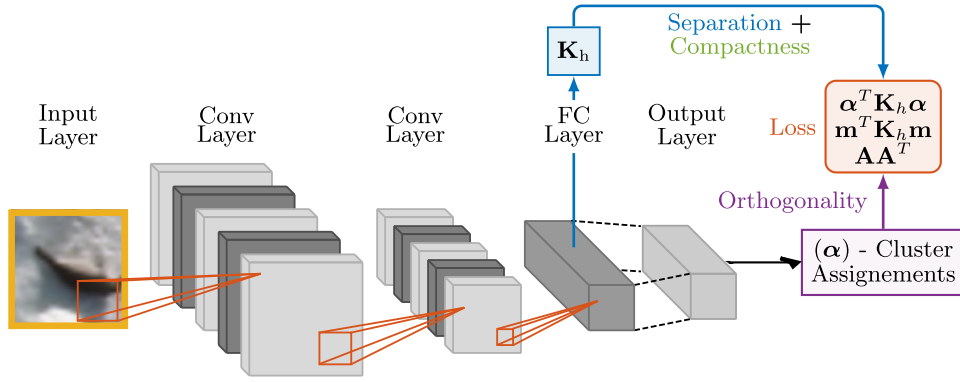 Input
Layer
Conv
Layer
Conv
Layer
FC
Layer
Output
Layer
K_h
Separation +
Compactness
Loss
α^T K_h α
m^T K_h m
AA^T
Orthogonality
(α) - Cluster
Assignements